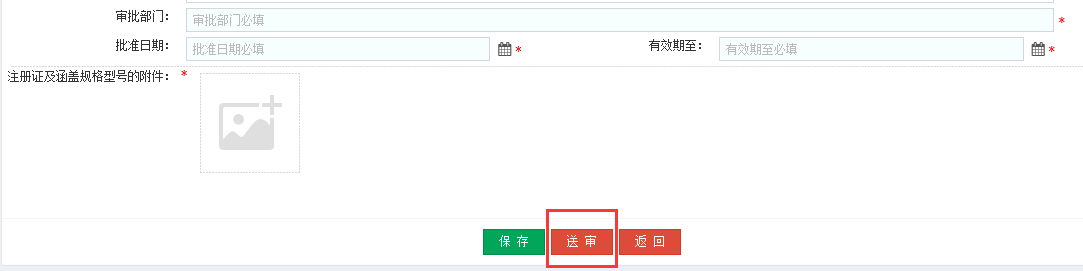 审批部门： 审批部门必填 *
批准日期： 批准日期必填 * 有效期至： 有效期至必填 *
注册证及涵盖规格型号的附件： *
保存 送审 返回